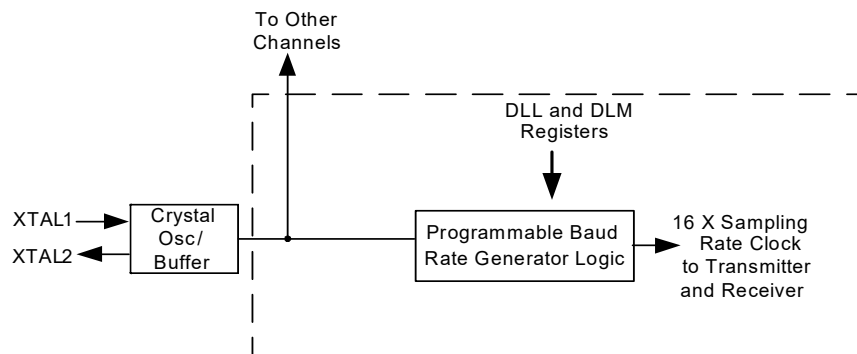 To Other
Channels
DLL and DLM
Registers
XTAL1
XTAL2
Crystal
Osc/
Buffer
Programmable Baud
Rate Generator Logic
16 X Sampling
Rate Clock
to Transmitter
and Receiver